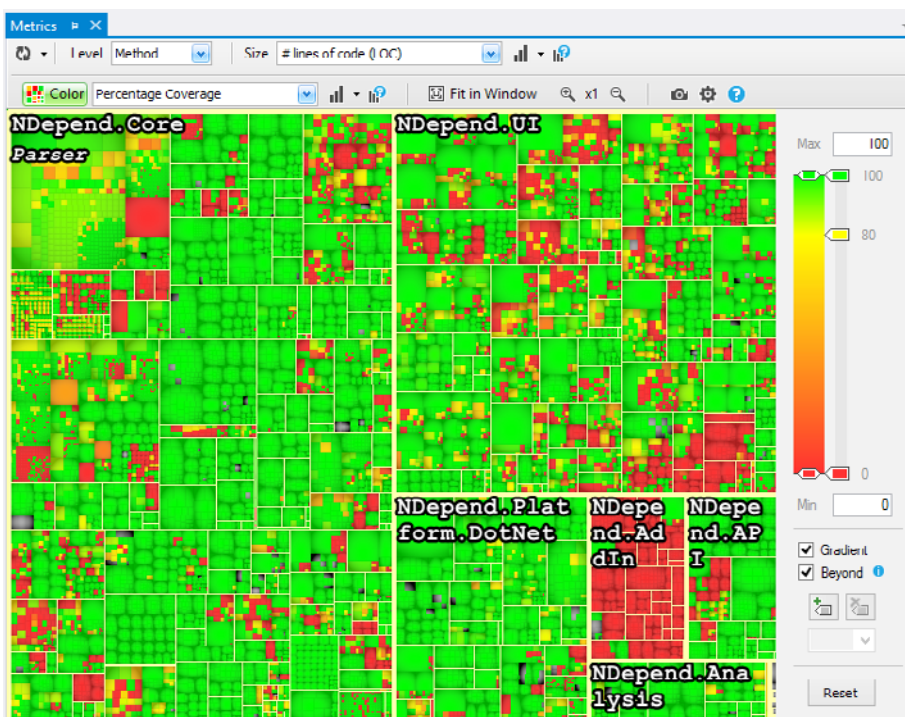 Metrics
Level Method Size # lines of code (LOC)
Color Percentage Coverage Fit in Window x1
NDepend.Core
Parser
NDepend.UI
NDepend.Plat
form.DotNet
NDepe
nd.Ad
dIn
NDepe
nd.AP
I
NDepend.Ana
lysis
Max 100
100
80
0
Min 0
Gradient
Beyond
Reset